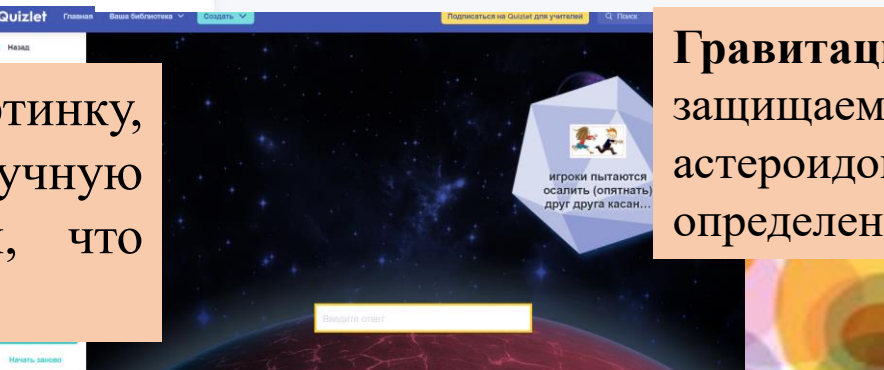 Quizlet Главная Ваша библиотека Создать Подписаться на Quizlet для учителей Поиск
Назад
тинку,
учную
что
игроки пытаются
осалить (опятнать)
друг друга касан...
Введите ответ
Начать заново
Гравитац
защищаем
астероидо
определен